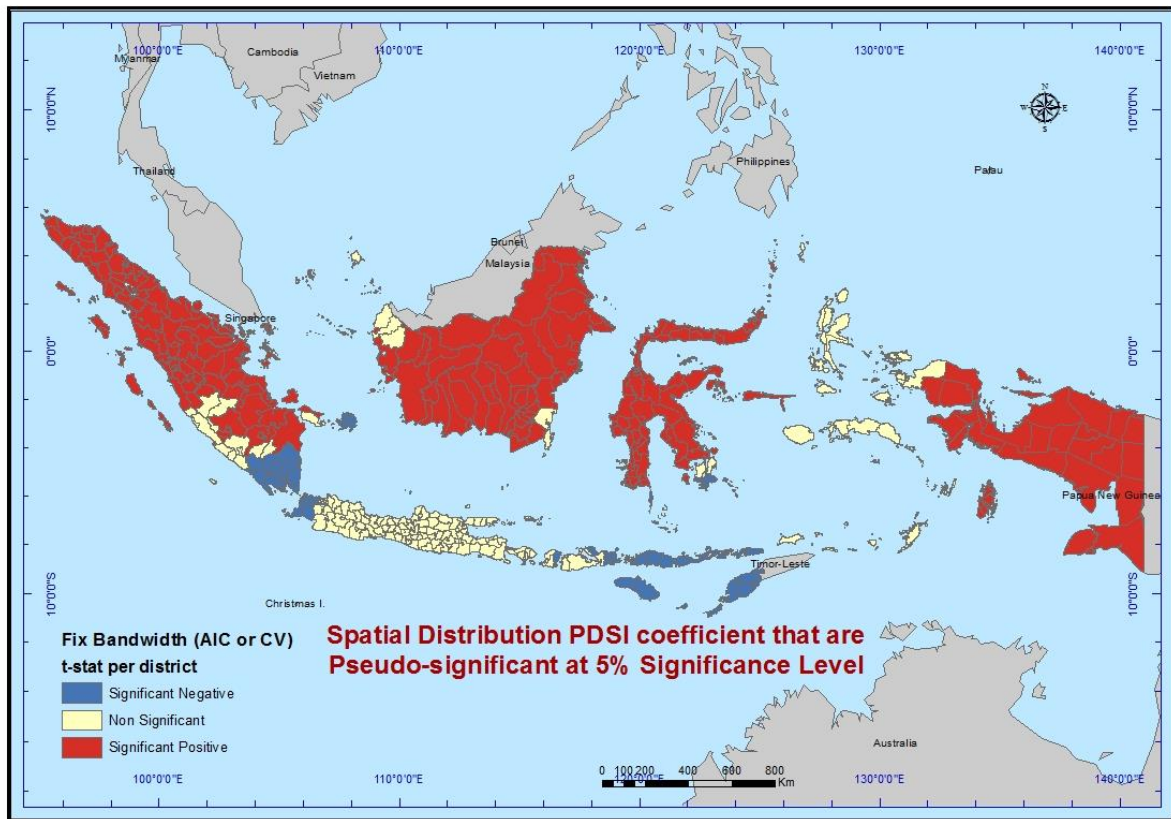 100°0'0"E 110°0'0"E 120°0'0"E 130°0'0"E 140°0'0"E
Myanmar
Cambodia
Vietnam
10°0'0"N
10°0'0"N
N
W E
S
Thailand
Philippines
Palau
Brunei
Malaysia
Singapore
0°0'0"
0°0'0"
Papua New Guinea
Timor-Leste
10°0'0"S
10°0'0"S
Christmas I.
Fix Bandwidth (AIC or CV)
t-stat per district
Significant Negative
Non Significant
Significant Positive
Spatial Distribution PDSI coefficient that are
Pseudo-significant at 5% Significance Level
Australia
0 100 200 400 600 800
Km
100°0'0"E 110°0'0"E 120°0'0"E 130°0'0"E 140°0'0"E